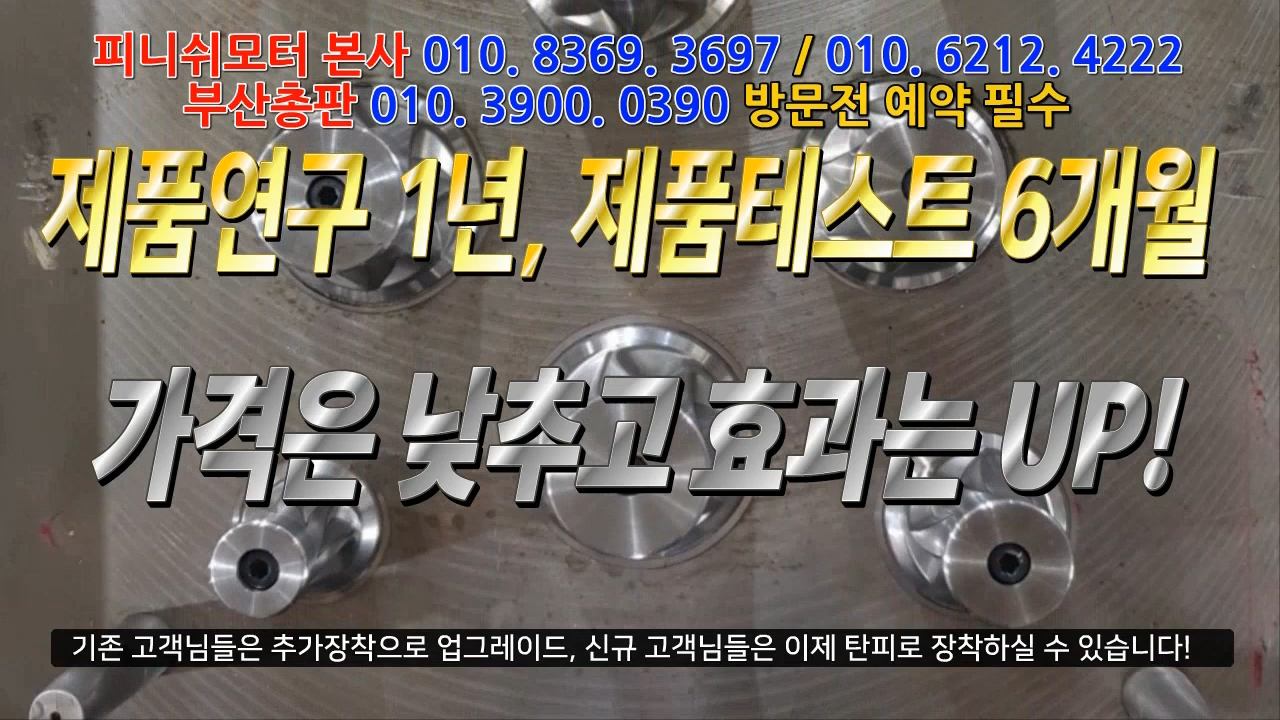 피니쉬모터 본사 010. 8369. 3697 / 010. 6212. 4222
부산총판 010. 3900. 0390 방문전 예약 필수
제품연구 1년, 제품테스트 6개월
가격은 낮추고 효과는 UP!
기존 고객님들은 추가장착으로 업그레이드, 신규 고객님들은 이제 탄피로 장착하실 수 있습니다!